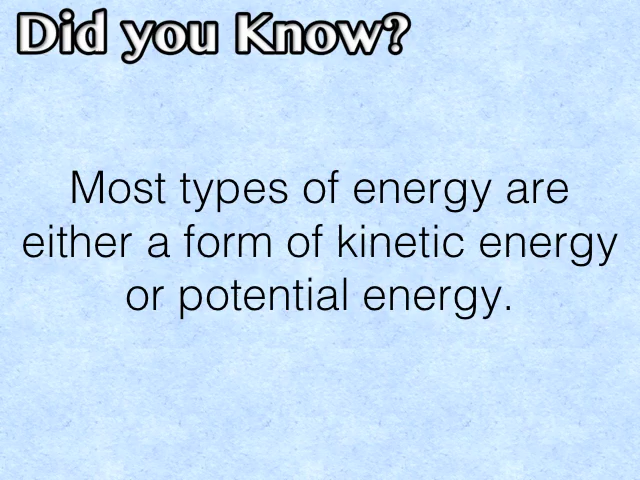 Did you Know?
Most types of energy are
either a form of kinetic energy
or potential energy.